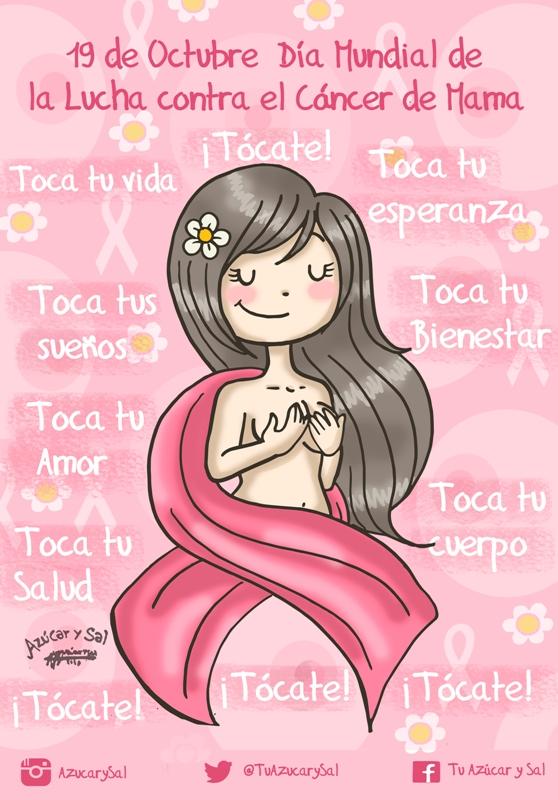 19 de Octubre Día Mundial de
la Lucha contra el Cáncer de Mama
¡Tócate!
Toca tu vida
Toca tu
esperanza
Toca tus
sueños
Toca tu
Bienestar
Toca tu
Amor
Toca tu
cuerpo
Toca tu
Salud
Azúcar y Sal
¡Tócate!
¡Tócate!
¡Tócate!
AzucarySal
@TuAzucarySal
Tu Azúcar y Sal